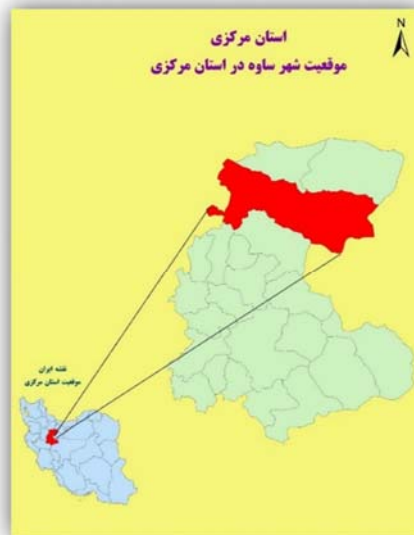 استان مرکزی
موقعیت شهر ساوه در استان مرکزی
N
نقشه ایران
موقعیت استان مرکزی